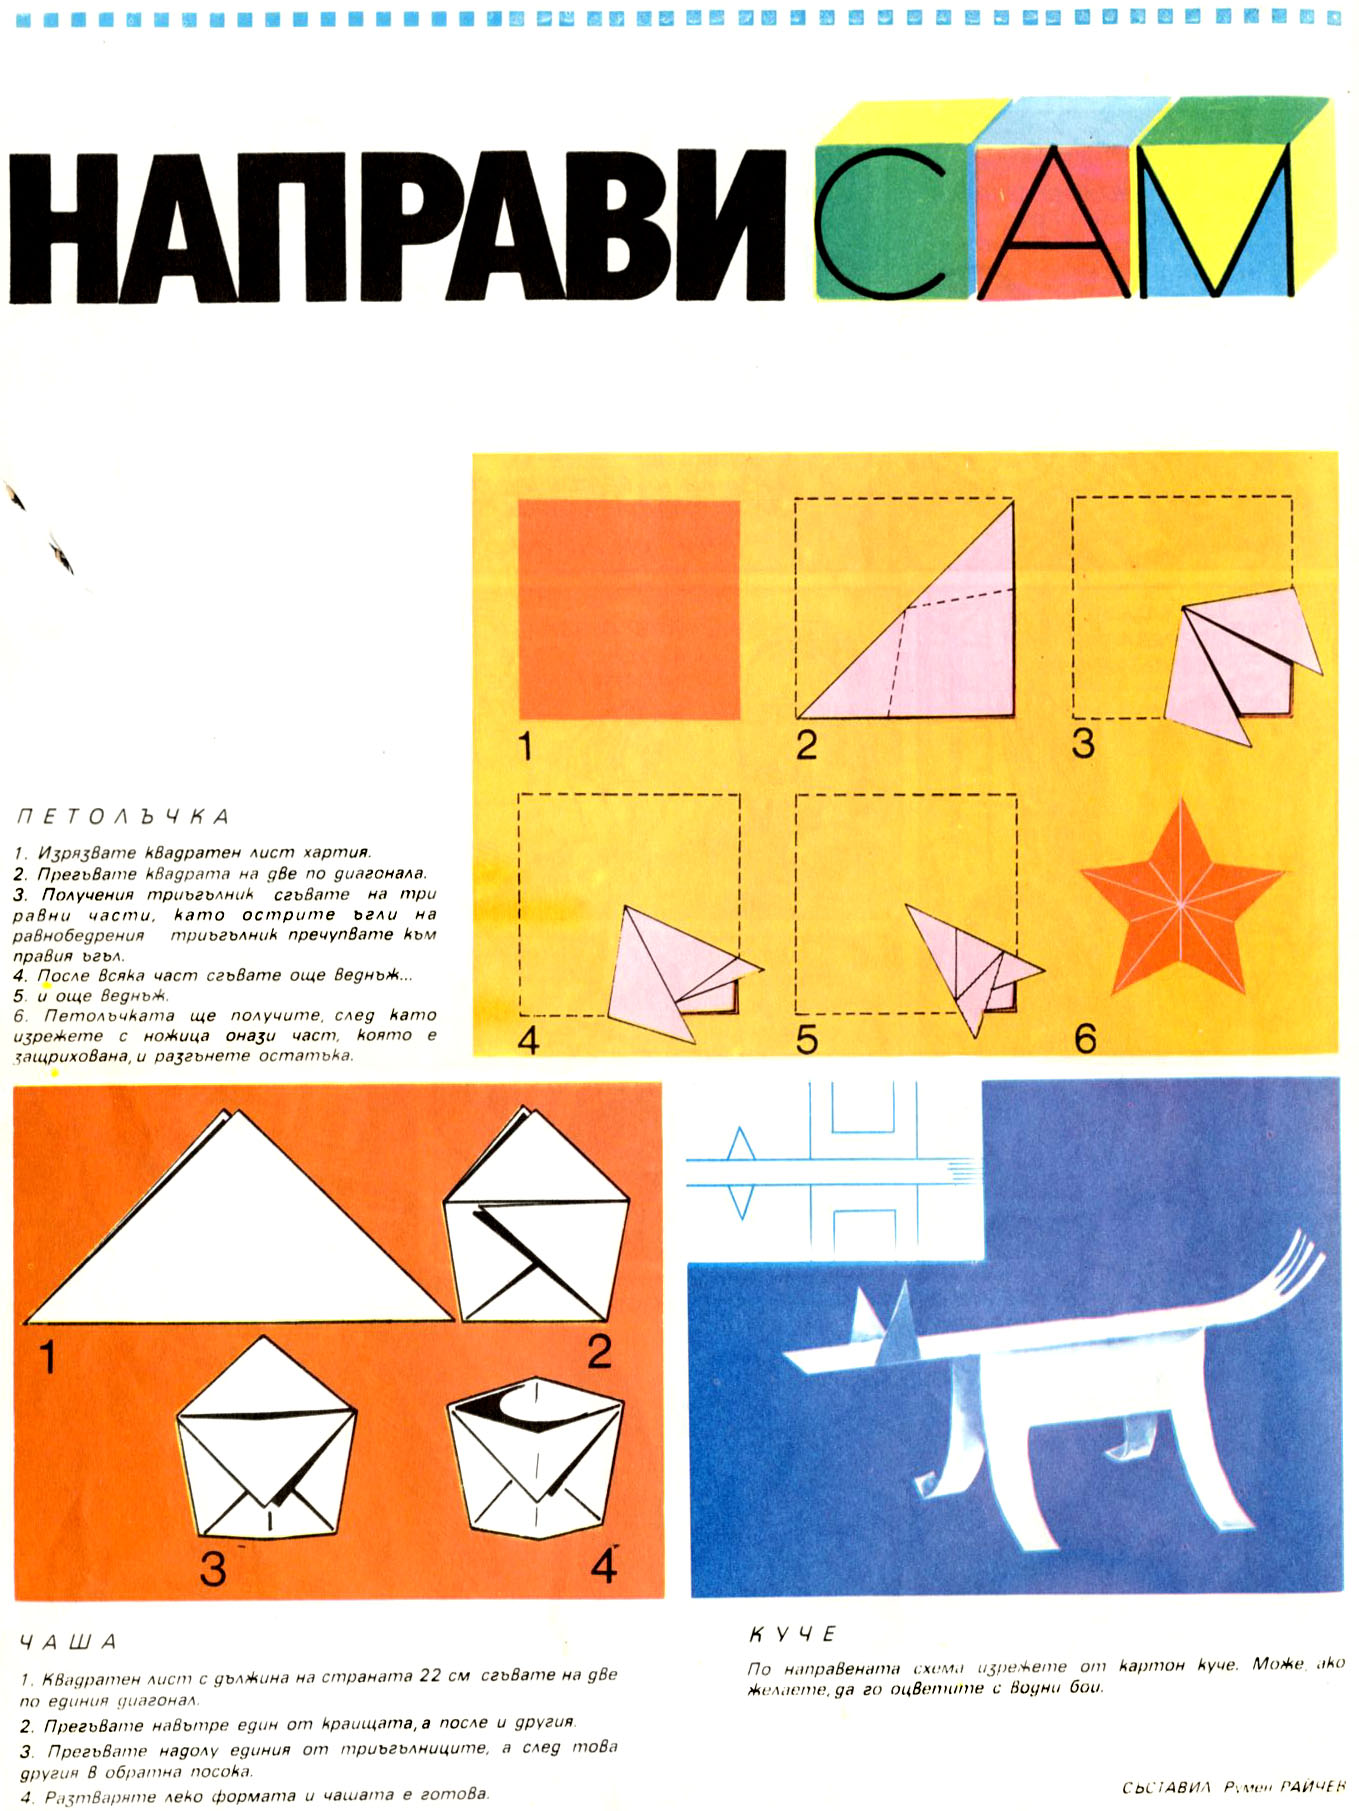 НАПРАВИ САМ
1
2
3
4
5
6
ПЕТОЛЪЧКА
1. Изрязвате квадратен лист хартия.
2. Прегъвате квадрата на две по диагонала.
3. Получения триъгълник сгъвате на три
равни части, като острите ъгли на
равнобедрения триъгълник пречупвате към
правия ъгъл.
4. После всяка част сгъвате още веднъж...
5. и още веднъж.
6. Петолъчката ще получите, след като
изрежете с ножица онази част, която е
защрихована, и разгънете остатъка.
1
2
3
4
ЧАША
1. Квадратен лист с дължина на страната 22 см сгъвате на две
по единия диагонал.
2. Прегъвате навътре един от краищата, а после и другия.
3. Прегъвате надолу единия от триъгълниците, а след това
другия в обратна посока.
4. Разтваряте леко формата и чашата е готова.
КУЧЕ
По направената схема изрежете от картон куче. Може, ако
желаете, да го оцветите с водни бои.
СЪСТАВИЛ Румен РАЙЧЕВ